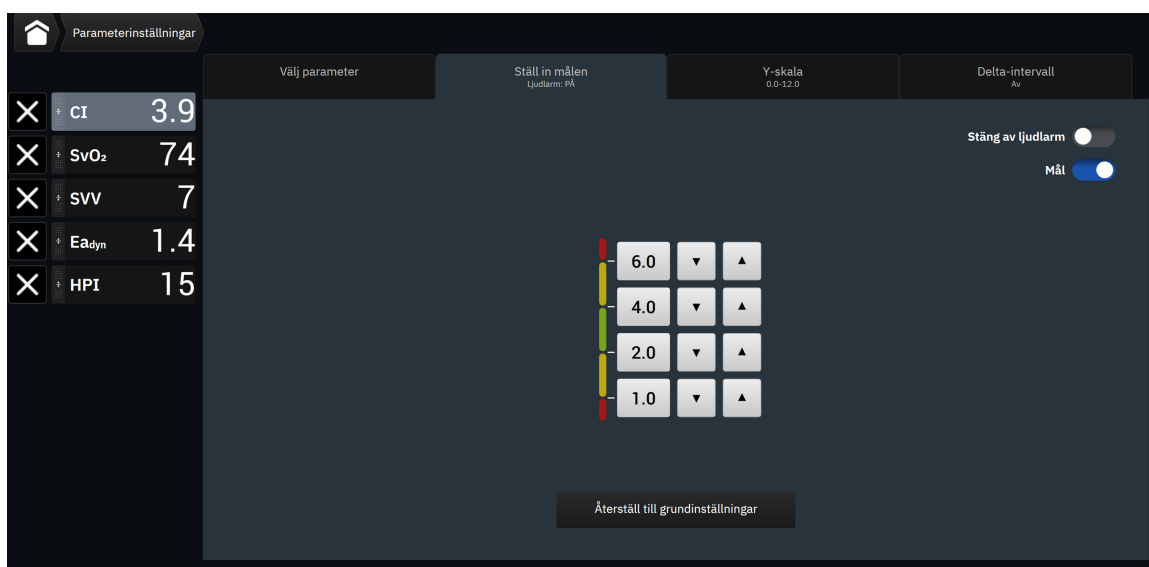 Parameterinställningar
Välj parameter
Ställ in målen
Ljudlarm: PÅ
Y-skala
0.0-12.0
Delta-intervall
Av
CI 3.9
SvO₂ 74
SVV 7
Eadyn 1.4
HPI 15
Stäng av ljudlarm
Mål
6.0
4.0
2.0
1.0
Återställ till grundinställningar